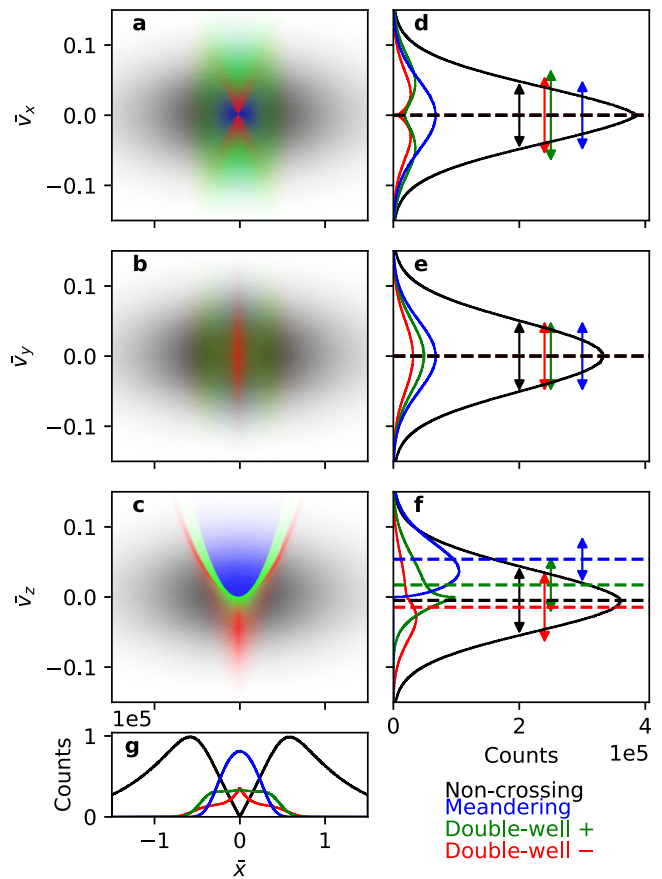 a
d
0.1
0.0
−0.1
v̄x
b
e
0.1
0.0
−0.1
v̄y
c
f
0.1
0.0
−0.1
v̄z
1e5
g
1
0
Counts
−1
0
1
x̄
0
2
4
Counts
1e5
Non-crossing
Meandering
Double-well +
Double-well −